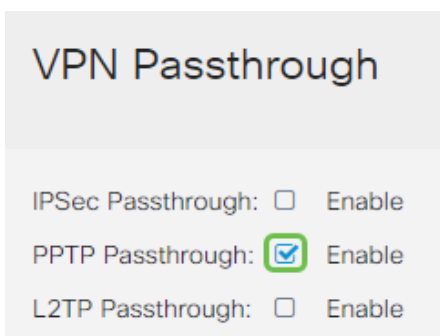 VPN Passthrough
IPSec Passthrough: Enable
PPTP Passthrough: Enable
L2TP Passthrough: Enable